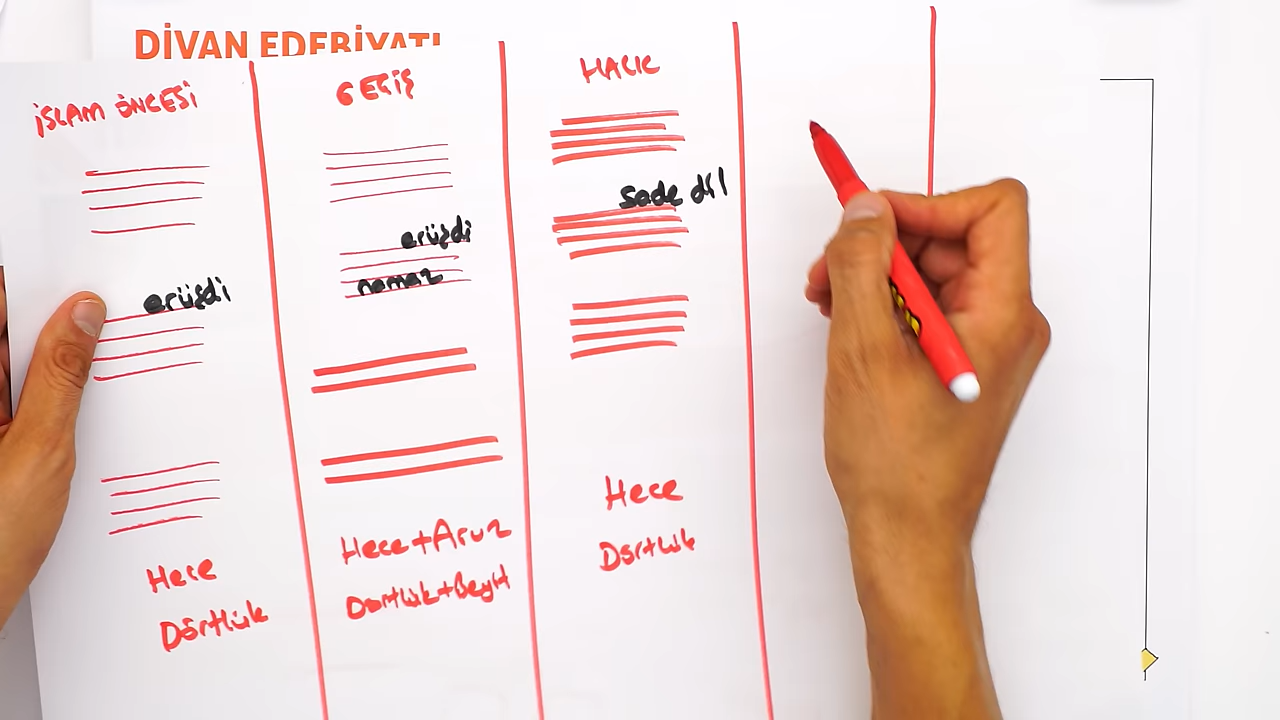 DİVAN EDEBİYATI
İSLAM ÖNCESİ
erüşdi
Hece
Dörtlük
GEÇİŞ
erüşdi
namaz
Hece+Aruz
Dörtlük+Beyit
HALK
Sade dil
Hece
Dörtlük